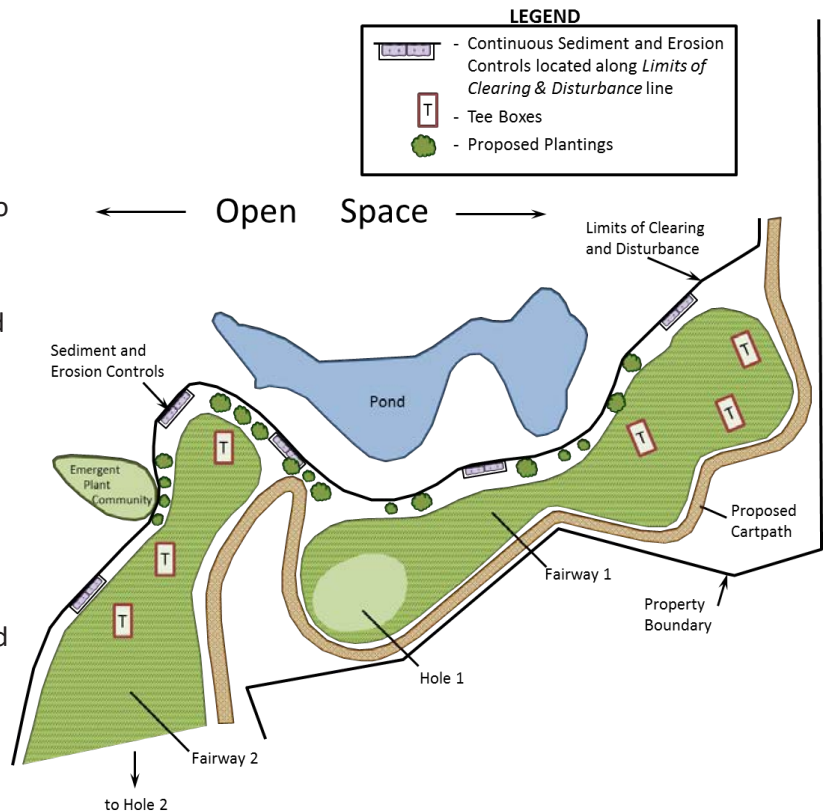 LEGEND
- Continuous Sediment and Erosion
Controls located along Limits of
Clearing & Disturbance line
T
- Tee Boxes
- Proposed Plantings
Open Space
Limits of Clearing
and Disturbance
Sediment and
Erosion Controls
Pond
T
T
T
T
T
T
T
Emergent
Plant
Community
Proposed
Cartpath
Fairway 1
Property
Boundary
Hole 1
Fairway 2
to Hole 2